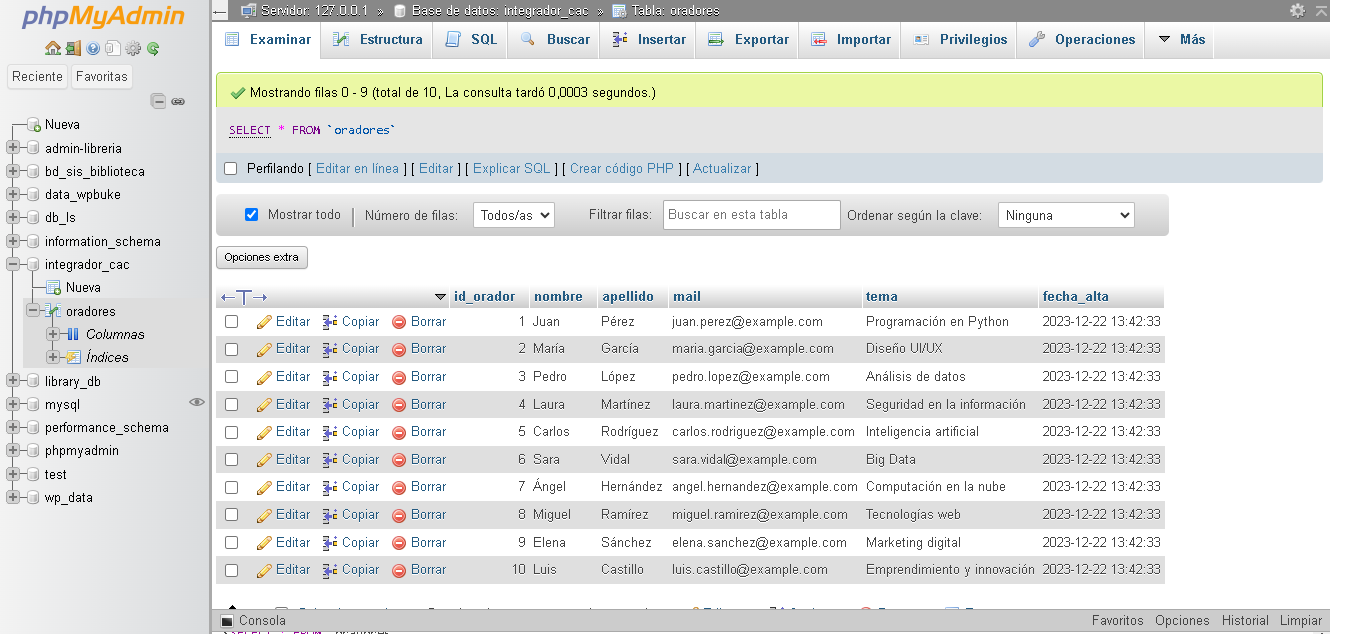 phpMyAdmin
Reciente Favoritas
Nueva
admin-libreria
bd_sis_biblioteca
data_wpbuke
db_ls
information_schema
integrador_cac
Nueva
oradores
Columnas
Índices
library_db
mysql
performance_schema
phpmyadmin
test
wp_data
Servidor: 127.0.0.1 » Base de datos: integrador_cac » Tabla: oradores
Examinar Estructura SQL Buscar Insertar Exportar Importar Privilegios Operaciones Más
Mostrando filas 0 - 9 (total de 10, La consulta tardó 0,0003 segundos.)
SELECT * FROM `oradores`
Perfilando [ Editar en línea ] [ Editar ] [ Explicar SQL ] [ Crear código PHP ] [ Actualizar ]
Mostrar todo Número de filas: Todos/as Filtrar filas: Buscar en esta tabla Ordenar según la clave: Ninguna
Opciones extra
←T→ id_orador nombre apellido mail tema fecha_alta
Editar Copiar Borrar 1 Juan Pérez juan.perez@example.com Programación en Python 2023-12-22 13:42:33
Editar Copiar Borrar 2 María García maria.garcia@example.com Diseño UI/UX 2023-12-22 13:42:33
Editar Copiar Borrar 3 Pedro López pedro.lopez@example.com Análisis de datos 2023-12-22 13:42:33
Editar Copiar Borrar 4 Laura Martínez laura.martinez@example.com Seguridad en la información 2023-12-22 13:42:33
Editar Copiar Borrar 5 Carlos Rodríguez carlos.rodriguez@example.com Inteligencia artificial 2023-12-22 13:42:33
Editar Copiar Borrar 6 Sara Vidal sara.vidal@example.com Big Data 2023-12-22 13:42:33
Editar Copiar Borrar 7 Ángel Hernández angel.hernandez@example.com Computación en la nube 2023-12-22 13:42:33
Editar Copiar Borrar 8 Miguel Ramírez miguel.ramirez@example.com Tecnologías web 2023-12-22 13:42:33
Editar Copiar Borrar 9 Elena Sánchez elena.sanchez@example.com Marketing digital 2023-12-22 13:42:33
Editar Copiar Borrar 10 Luis Castillo luis.castillo@example.com Emprendimiento y innovación 2023-12-22 13:42:33
Consola Favoritos Opciones Historial Limpiar